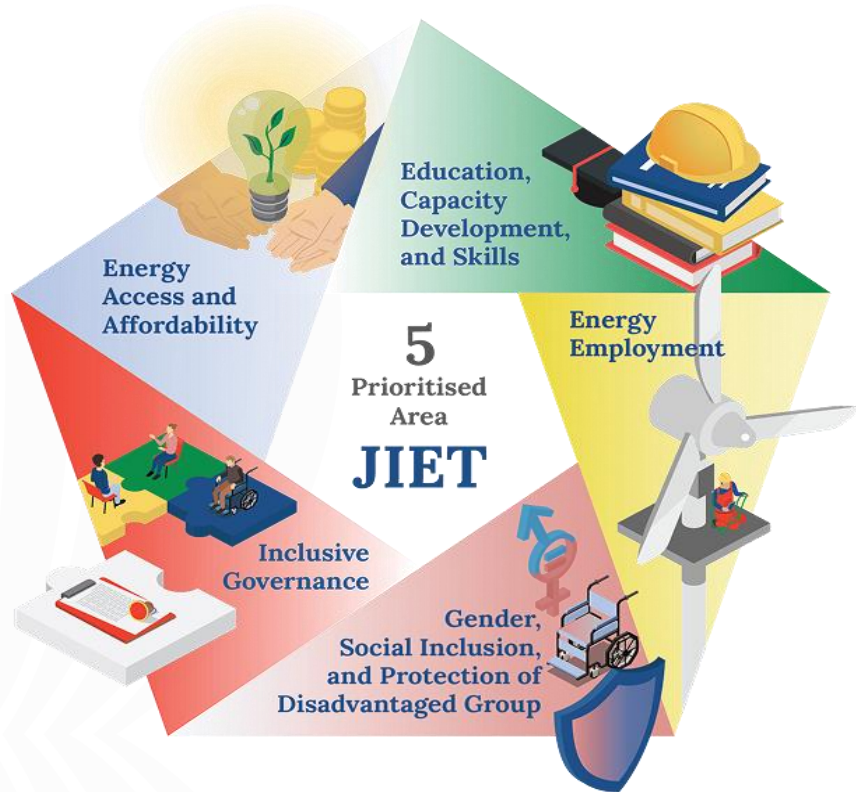 5
Prioritised
Area
JIET
Education,
Capacity
Development,
and Skills
Energy
Employment
Gender,
Social Inclusion,
and Protection of
Disadvantaged Group
Inclusive
Governance
Energy
Access and
Affordability